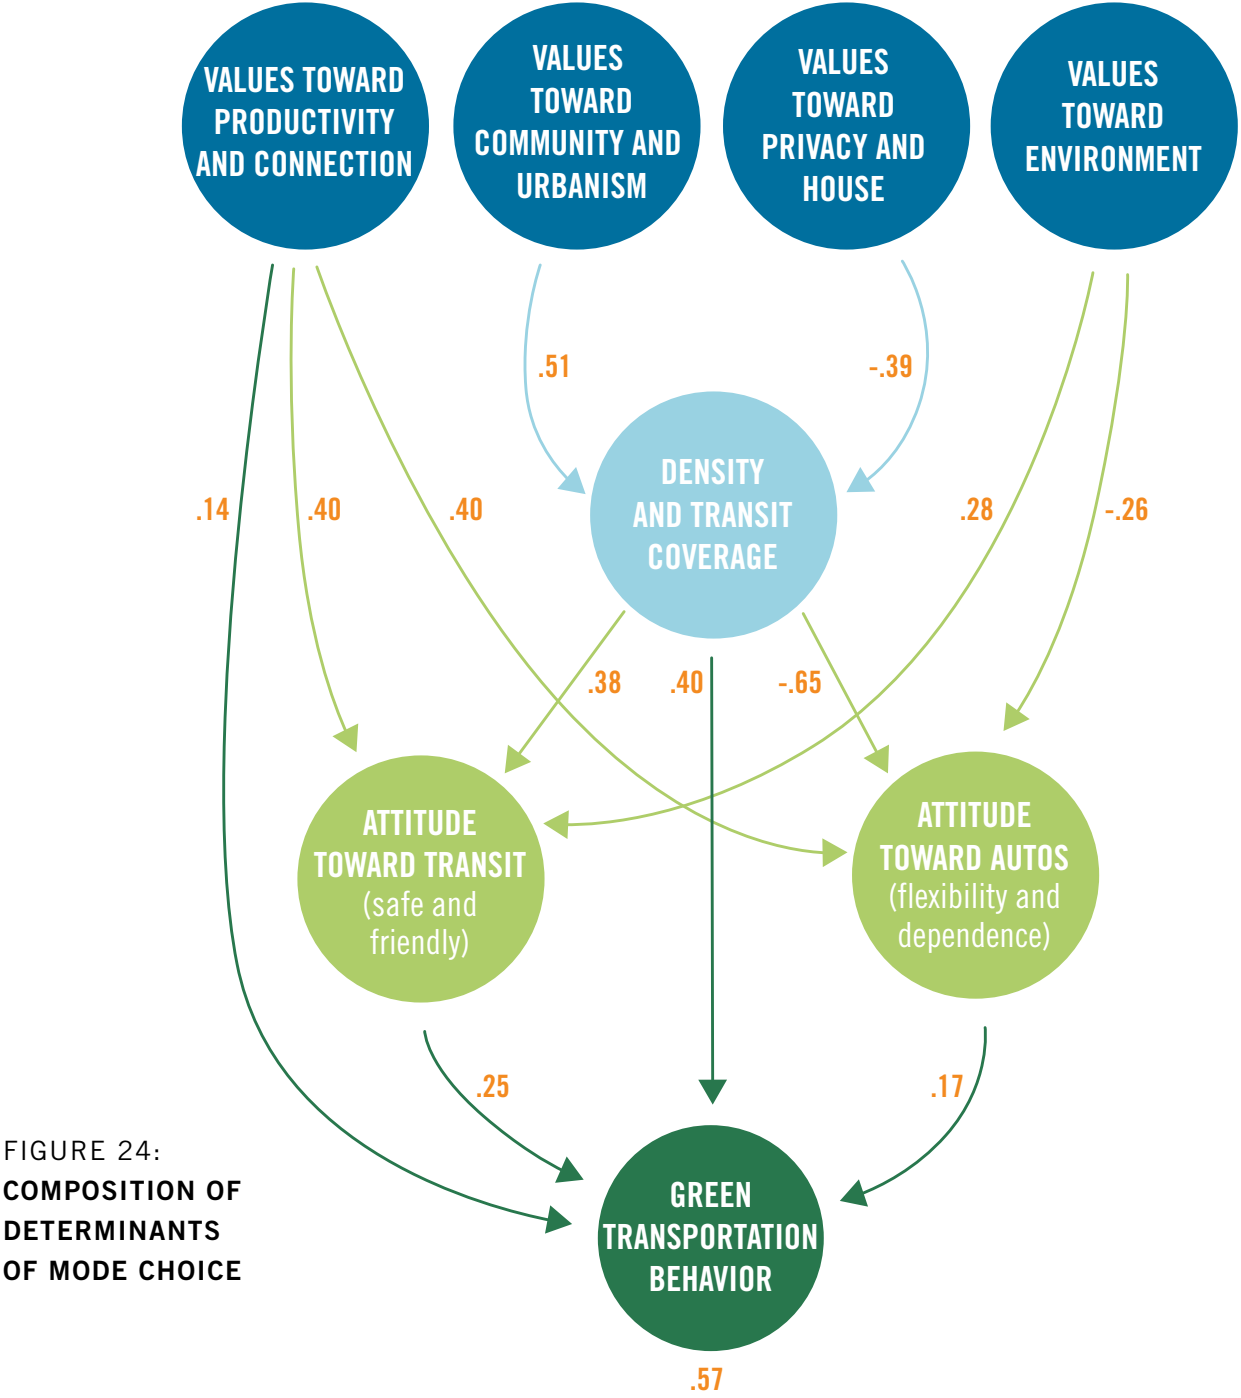 VALUES TOWARD
PRODUCTIVITY
AND CONNECTION
VALUES
TOWARD
COMMUNITY AND
URBANISM
VALUES
TOWARD
PRIVACY AND
HOUSE
VALUES
TOWARD
ENVIRONMENT
.51
-.39
DENSITY
AND TRANSIT
COVERAGE
.14
.40
.40
.28
-.26
.38
.40
-.65
ATTITUDE
TOWARD TRANSIT
(safe and
friendly)
ATTITUDE
TOWARD AUTOS
(flexibility and
dependence)
.25
.17
GREEN
TRANSPORTATION
BEHAVIOR
.57
FIGURE 24:
COMPOSITION OF
DETERMINANTS
OF MODE CHOICE